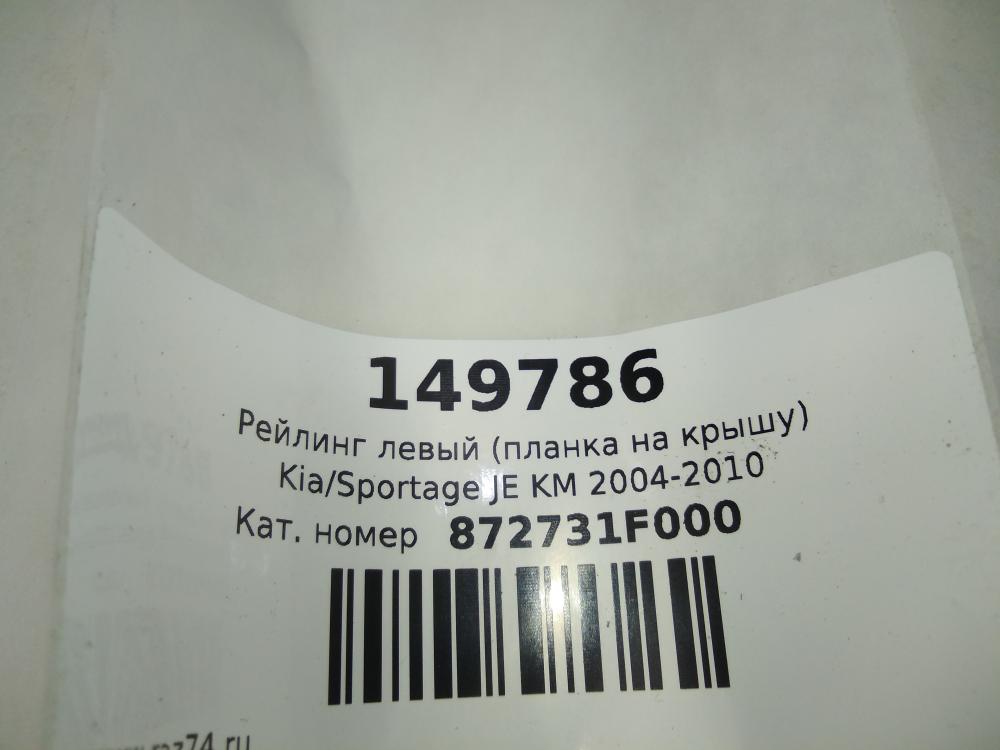 149786
Рейлинг левый (планка на крышу)
Kia/Sportage JE KM 2004-2010
Кат. номер 872731F000